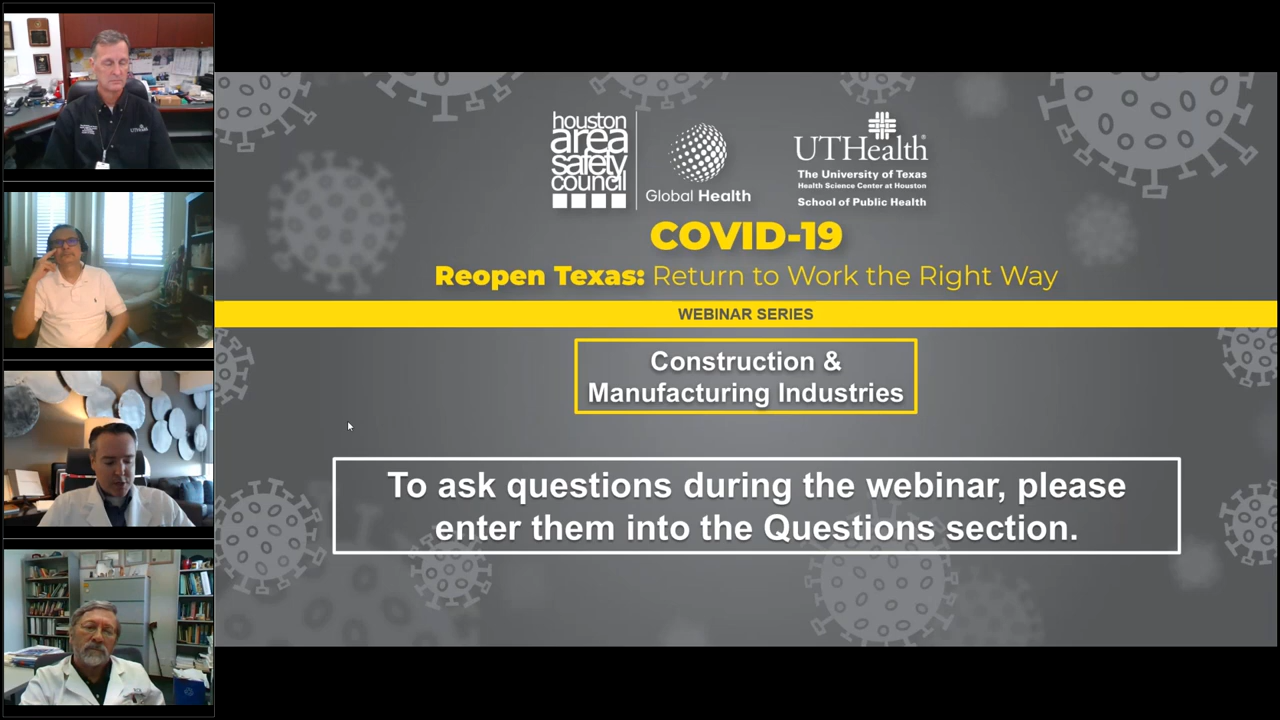 houston
area
safety
council
Global Health
UTHealth®
The University of Texas
Health Science Center at Houston
School of Public Health
COVID-19
Reopen Texas: Return to Work the Right Way
WEBINAR SERIES
Construction &
Manufacturing Industries
To ask questions during the webinar, please
enter them into the Questions section.
UTHealth